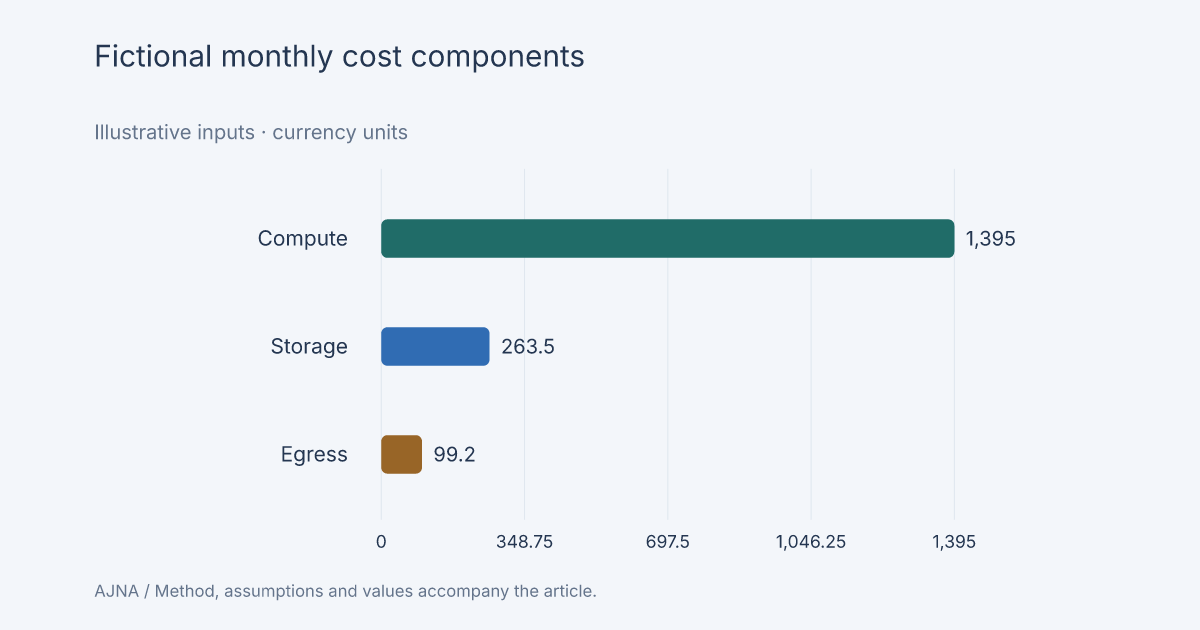 Fictional monthly cost components
Illustrative inputs · currency units
Compute 1,395
Storage 263.5
Egress 99.2
0 348.75 697.5 1,046.25 1,395
AJNA / Method, assumptions and values accompany the article.